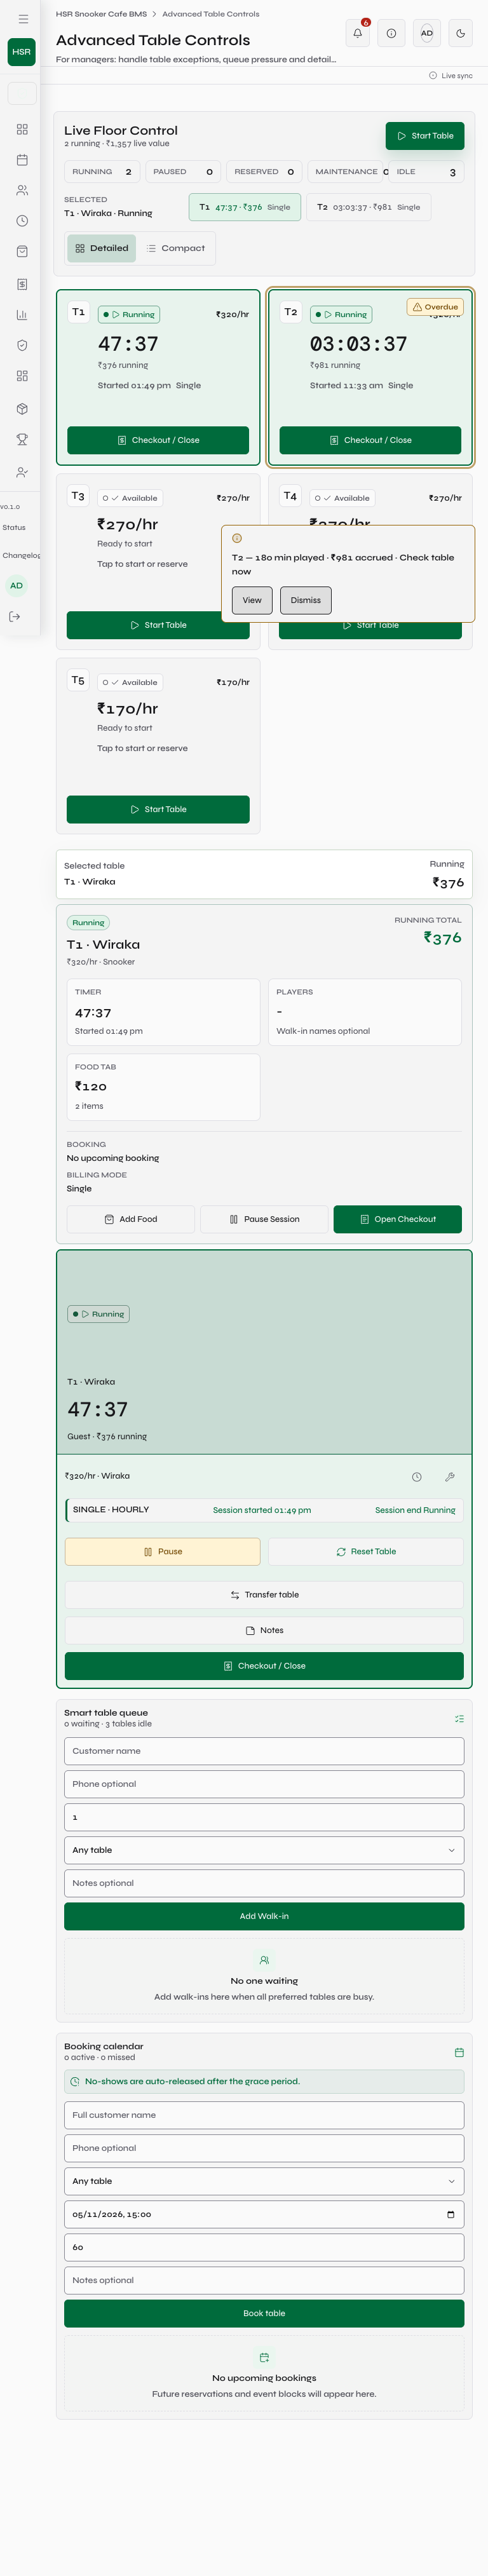 HSR Snooker Cafe BMS > Advanced Table Controls
HSR
Advanced Table Controls
For managers: handle table exceptions, queue pressure and detail...
6
AD
Live sync
Live Floor Control
2 running · ₹1,357 live value
Start Table
RUNNING 2
PAUSED 0
RESERVED 0
MAINTENANCE 0
IDLE 3
SELECTED
T1 · Wiraka · Running
T1 47:37 · ₹376 Single
T2 03:03:37 · ₹981 Single
Detailed
Compact
T1
Running
₹320/hr
47:37
₹376 running
Started 01:49 pm Single
Checkout / Close
T2
Running
Overdue
03:03:37
₹981 running
Started 11:33 am Single
Checkout / Close
T3
Available
₹270/hr
₹270/hr
Ready to start
Tap to start or reserve
Start Table
T4
Available
₹270/hr
₹270/hr
Start Table
T2 — 180 min played · ₹981 accrued · Check table
now
View
Dismiss
v0.1.0
Status
Changelog
AD
T5
Available
₹170/hr
₹170/hr
Ready to start
Tap to start or reserve
Start Table
Selected table
T1 · Wiraka
Running
₹376
Running
T1 · Wiraka
₹320/hr · Snooker
RUNNING TOTAL
₹376
TIMER
47:37
Started 01:49 pm
PLAYERS
-
Walk-in names optional
FOOD TAB
₹120
2 items
BOOKING
No upcoming booking
BILLING MODE
Single
Add Food
Pause Session
Open Checkout
Running
T1 · Wiraka
47:37
Guest · ₹376 running
₹320/hr · Wiraka
SINGLE · HOURLY
Session started 01:49 pm
Session end Running
Pause
Reset Table
Transfer table
Notes
Checkout / Close
Smart table queue
0 waiting · 3 tables idle
Customer name
Phone optional
1
Any table
Notes optional
Add Walk-in
No one waiting
Add walk-ins here when all preferred tables are busy.
Booking calendar
0 active · 0 missed
No-shows are auto-released after the grace period.
Full customer name
Phone optional
Any table
05/11/2026, 15:00
60
Notes optional
Book table
No upcoming bookings
Future reservations and event blocks will appear here.